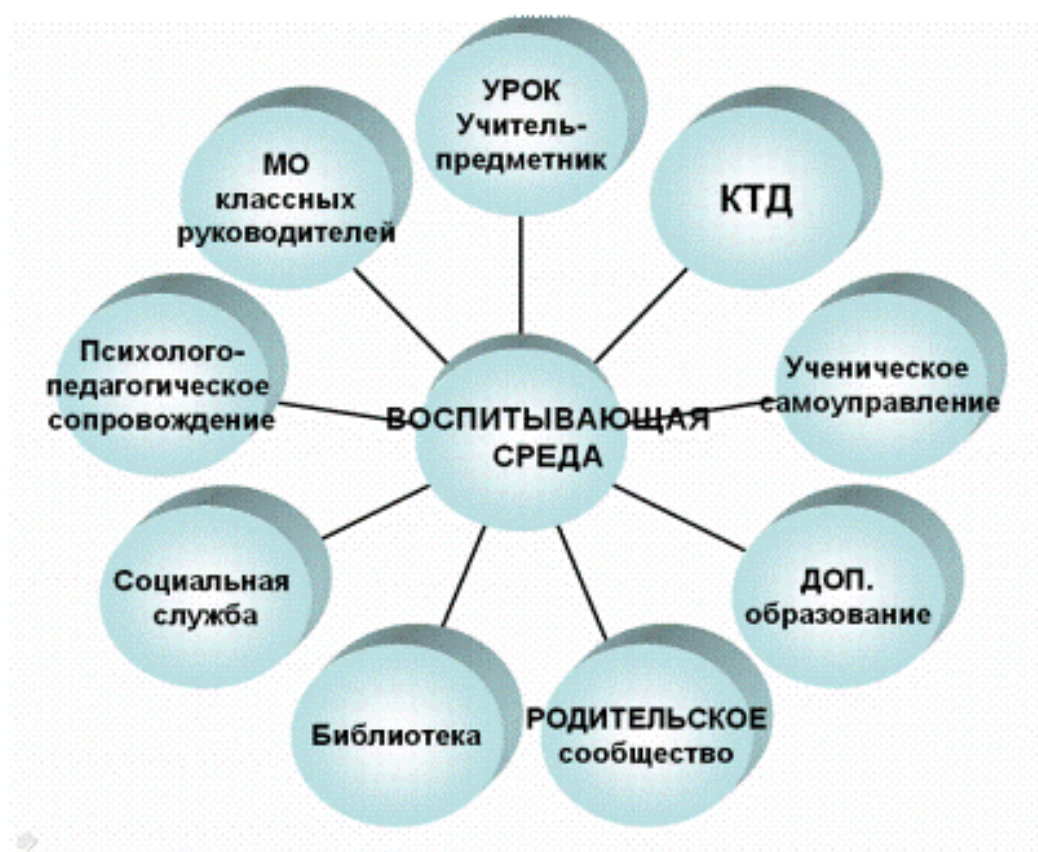 УРОК
Учитель-
предметник
КТД
Ученическое
самоуправление
ДОП.
образование
РОДИТЕЛЬСКОЕ
сообщество
Библиотека
Социальная
служба
Психолого-
педагогическое
сопровождение
МО
классных
руководителей
ВОСПИТЫВАЮЩАЯ
СРЕДА